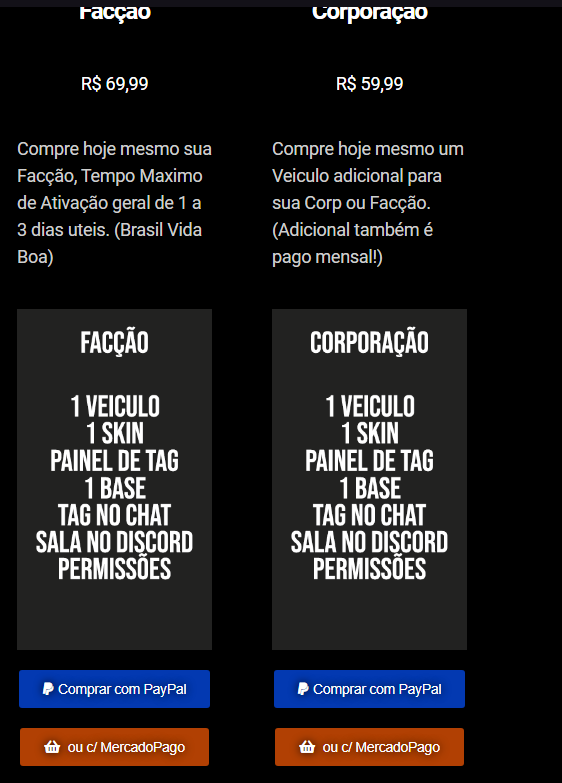 Facção
R$ 69,99
Compre hoje mesmo sua
Facção, Tempo Maximo
de Ativação geral de 1 a
3 dias uteis. (Brasil Vida
Boa)
FACÇÃO
1 VEICULO
1 SKIN
PAINEL DE TAG
1 BASE
TAG NO CHAT
SALA NO DISCORD
PERMISSÕES
Comprar com PayPal
ou c/ MercadoPago
Corporação
R$ 59,99
Compre hoje mesmo um
Veiculo adicional para
sua Corp ou Facção.
(Adicional também é
pago mensal!)
CORPORAÇÃO
1 VEICULO
1 SKIN
PAINEL DE TAG
1 BASE
TAG NO CHAT
SALA NO DISCORD
PERMISSÕES
Comprar com PayPal
ou c/ MercadoPago